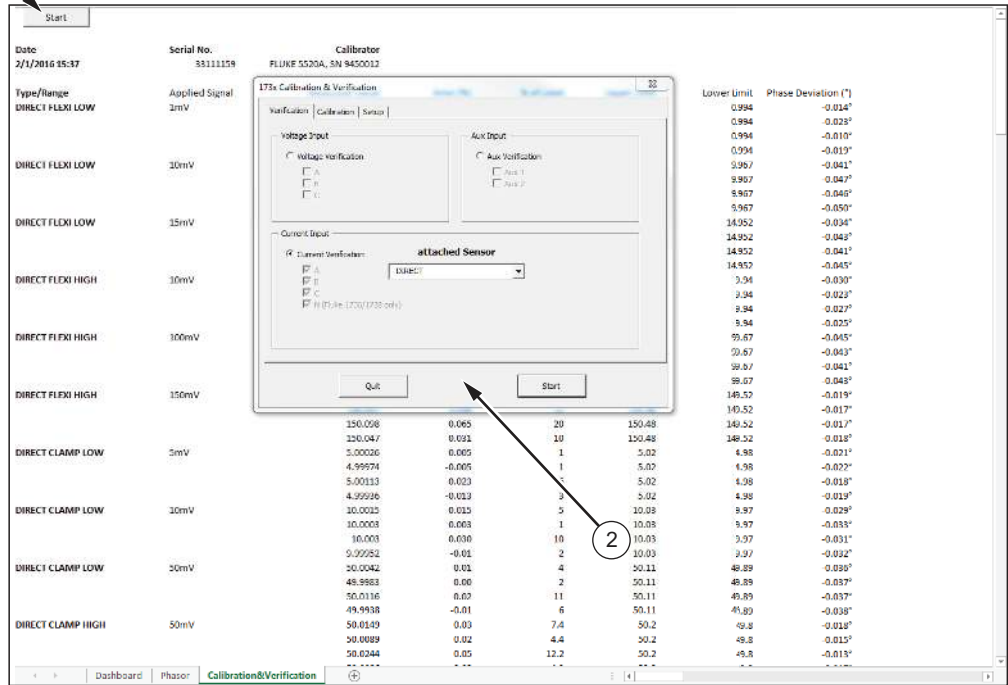 Start
Date Serial No. Calibrator
2/1/2016 15:37 33111159 FLUKE 5520A, SN 9450012
Type/Range Applied Signal Lower Limit Phase Deviation (°)
DIRECT FLEXI LOW 1mV 0.994 -0.014°
0.994 -0.023°
0.994 -0.010°
0.994 -0.019°
DIRECT FLEXI LOW 10mV 9.967 -0.041°
9.967 -0.047°
9.967 -0.046°
9.967 -0.050°
DIRECT FLEXI LOW 15mV 14.952 -0.034°
14.952 -0.043°
14.952 -0.041°
14.952 -0.045°
DIRECT FLEXI HIGH 10mV 9.94 -0.030°
9.94 -0.023°
9.94 -0.027°
9.94 -0.025°
DIRECT FLEXI HIGH 100mV 99.67 -0.045°
99.67 -0.043°
99.67 -0.041°
99.67 -0.043°
DIRECT FLEXI HIGH 150mV 149.52 -0.019°
149.52 -0.017°
150.098 0.065 20 150.48 149.52 -0.017°
150.047 0.031 10 150.48 149.52 -0.018°
DIRECT CLAMP LOW 5mV 5.00026 0.005 1 5.02 4.98 -0.021°
4.99974 -0.005 1 5.02 4.98 -0.022°
5.00113 0.023 5.02 4.98 -0.018°
4.99936 -0.013 3 5.02 4.98 -0.019°
DIRECT CLAMP LOW 10mV 10.0015 0.015 5 10.03 9.97 -0.029°
10.0003 0.003 1 10.03 9.97 -0.033°
10.003 0.030 10 10.03 9.97 -0.031°
9.99952 -0.01 2 10.03 9.97 -0.032°
DIRECT CLAMP LOW 50mV 50.0042 0.01 4 50.11 49.89 -0.036°
49.9983 0.00 2 50.11 49.89 -0.037°
50.0116 0.02 11 50.11 49.89 -0.037°
49.9938 -0.01 6 50.11 49.89 -0.038°
DIRECT CLAMP HIGH 50mV 50.0149 0.03 7.4 50.2 49.8 -0.018°
50.0089 0.02 4.4 50.2 49.8 -0.015°
50.0244 0.05 12.2 50.2 49.8 -0.013°
173x Calibration & Verification
Verification Calibration Setup
Voltage Input
Voltage Verification
A
B
C
Aux Input
Aux Verification
Aux 1
Aux 2
Current Input
Current Verification
attached Sensor
A
B
C
N (Fluke 1736/1738 only)
DIRECT
Quit Start
2
Dashboard Phasor Calibration&Verification